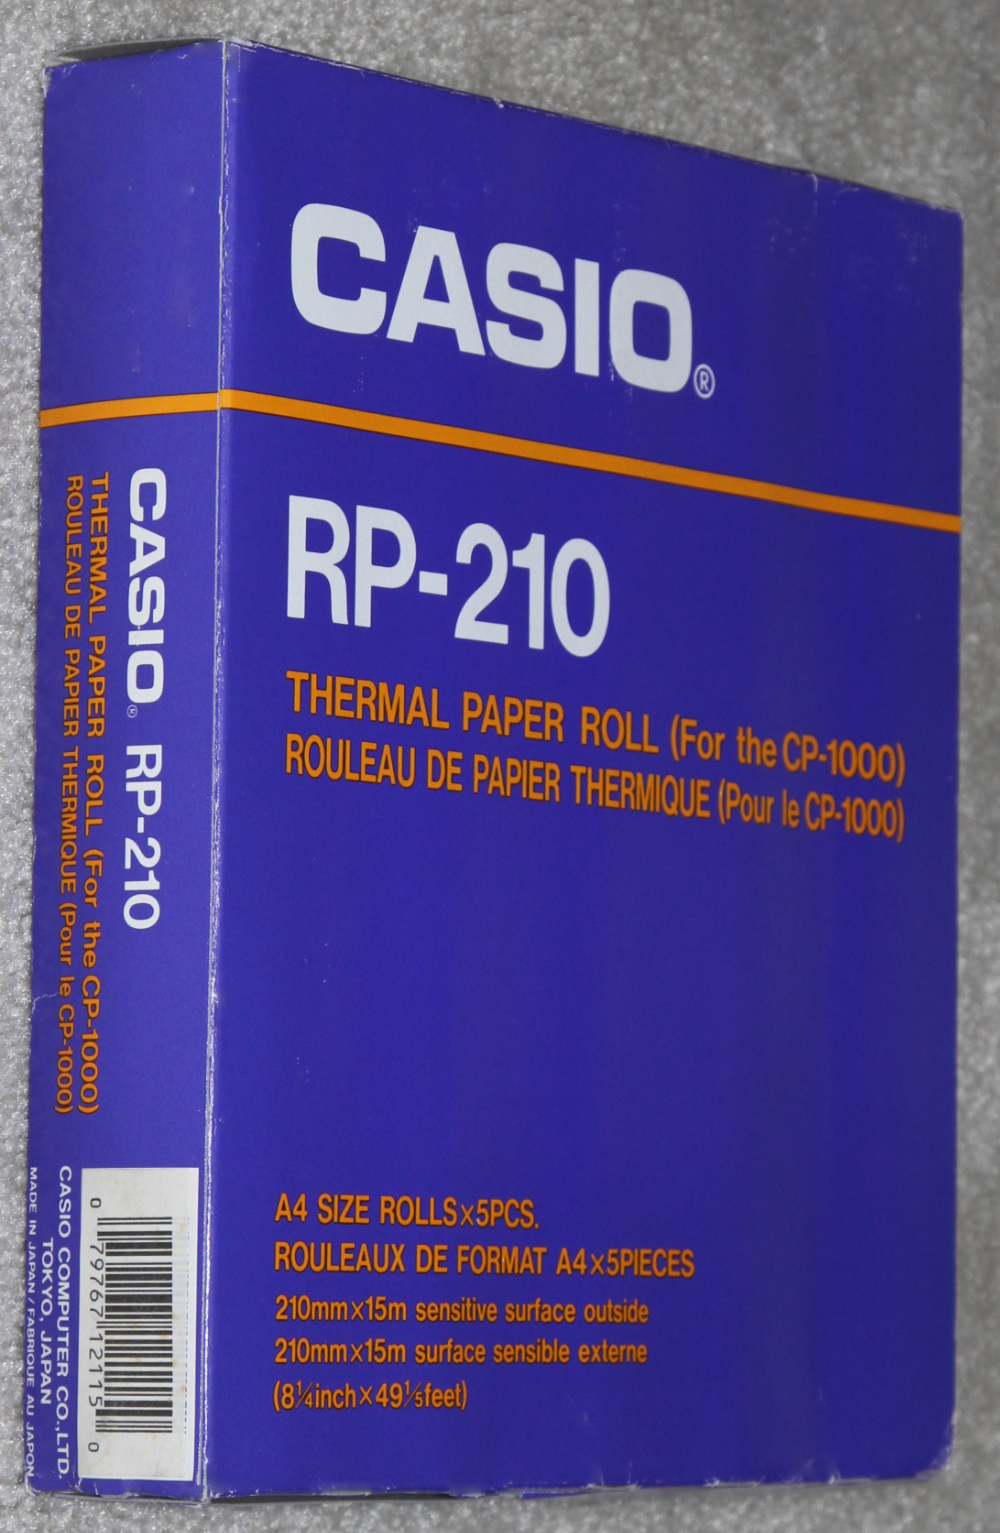 CASIO®
RP-210
THERMAL PAPER ROLL (For the CP-1000)
ROULEAU DE PAPIER THERMIQUE (Pour le CP-1000)
A4 SIZE ROLLS×5PCS.
ROULEAUX DE FORMAT A4×5PIECES
210mm×15m sensitive surface outside
210mm×15m surface sensible externe
(8¼inch×49⅕feet)
CASIO® RP-210
THERMAL PAPER ROLL (For the CP-1000)
ROULEAU DE PAPIER THERMIQUE (Pour le CP-1000)
0 79767 12115 0
CASIO COMPUTER CO.,LTD.
TOKYO, JAPAN
MADE IN JAPAN / FABRIQUE AU JAPON